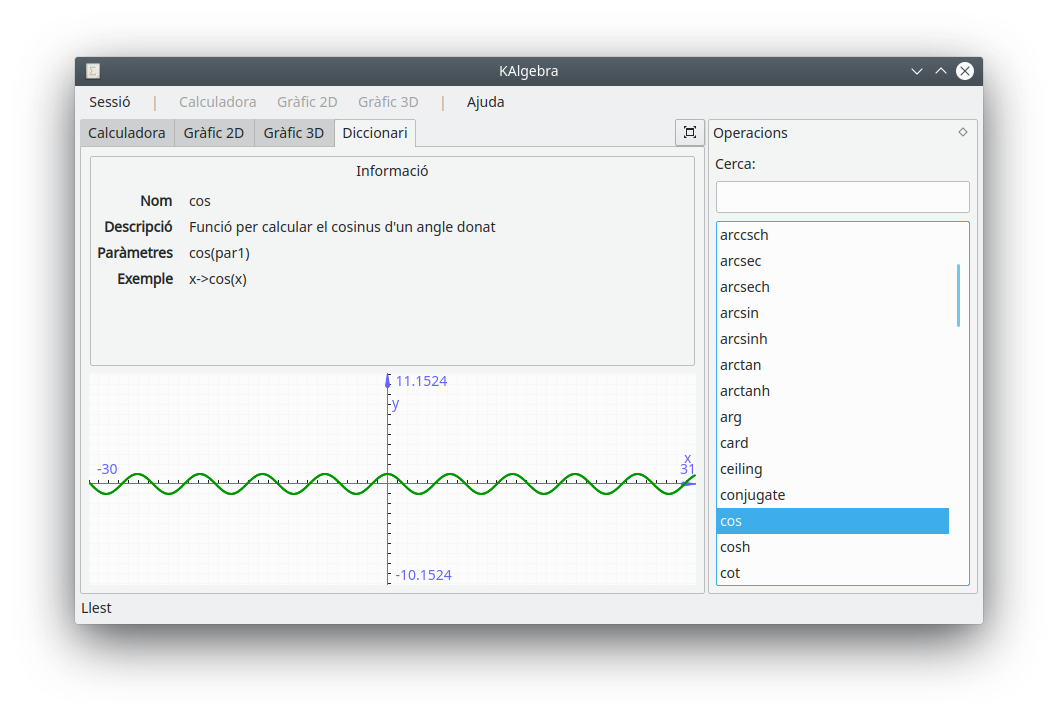 KAlgebra
Sessió | Calculadora Gràfic 2D Gràfic 3D | Ajuda
Calculadora Gràfic 2D Gràfic 3D Diccionari
Informació
Nom cos
Descripció Funció per calcular el cosinus d'un angle donat
Paràmetres cos(par1)
Exemple x->cos(x)
11.1524
y
-30
x
31
-10.1524
Operacions
Cerca:
arccsch
arcsec
arcsech
arcsin
arcsinh
arctan
arctanh
arg
card
ceiling
conjugate
cos
cosh
cot
Llest